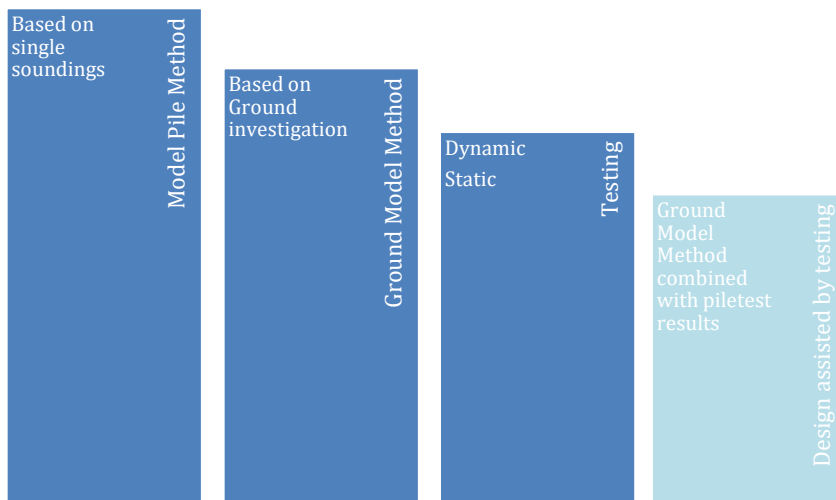 Based on
single
soundings
Model Pile Method
Based on
Ground
investigation
Ground Model Method
Dynamic
Static
Testing
Ground
Model
Method
combined
with piletest
results
Design assisted by testing